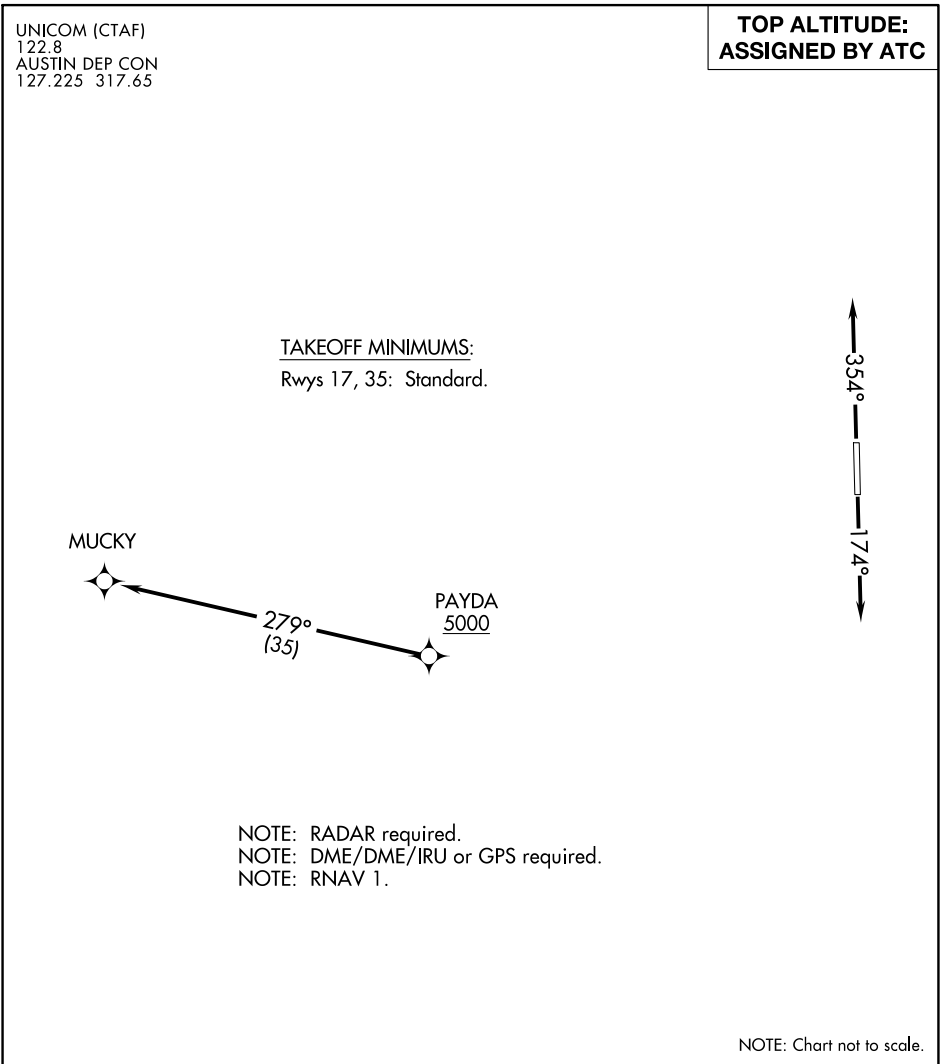 UNICOM (CTAF)
122.8
AUSTIN DEP CON
127.225 317.65
TOP ALTITUDE:
ASSIGNED BY ATC
TAKEOFF MINIMUMS:
Rwys 17, 35: Standard.
354°
174°
MUCKY
279°
(35)
PAYDA
5000
NOTE: RADAR required.
NOTE: DME/DME/IRU or GPS required.
NOTE: RNAV 1.
NOTE: Chart not to scale.